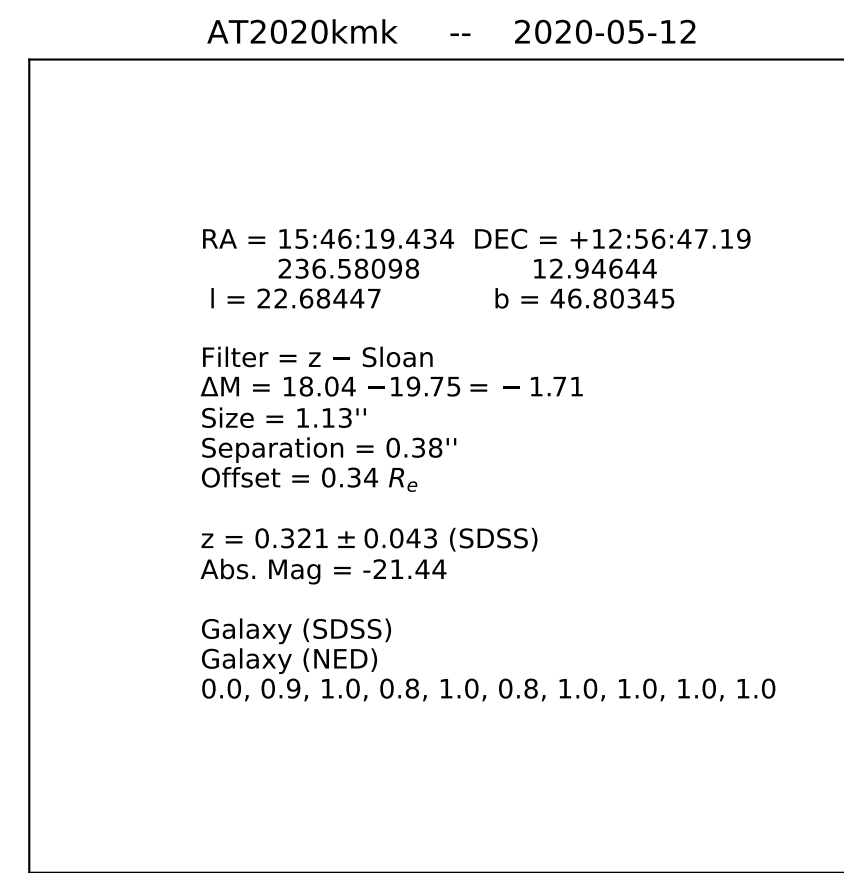 AT2020kmk -- 2020-05-12
RA = 15:46:19.434 DEC = +12:56:47.19
236.58098 12.94644
l = 22.68447 b = 46.80345
Filter = z − Sloan
ΔM = 18.04 −19.75 = − 1.71
Size = 1.13''
Separation = 0.38''
Offset = 0.34 Rₑ
z = 0.321 ± 0.043 (SDSS)
Abs. Mag = -21.44
Galaxy (SDSS)
Galaxy (NED)
0.0, 0.9, 1.0, 0.8, 1.0, 0.8, 1.0, 1.0, 1.0, 1.0